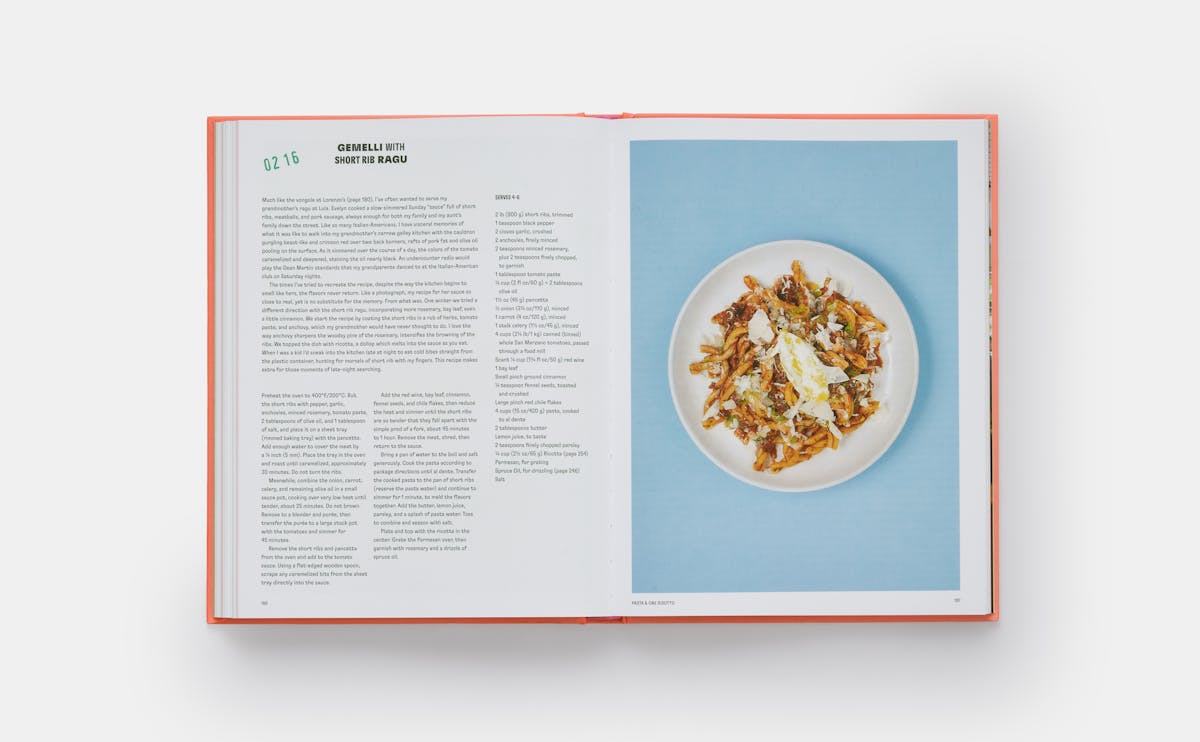 02 16
GEMELLI WITH
SHORT RIB RAGU
Much like the vongole at Lorenzo's (page 180), I've often wanted to serve my
grandmother's ragu at Lula. Evelyn cooked a slow-simmered Sunday "sauce" full of short
ribs, meatballs, and pork sausage, always enough for both my family and my aunt's
family down the street. Like so many Italian-Americans, I have visceral memories of
what it was like to walk into my grandmother's narrow galley kitchen with the cauldron
gurgling beast-like and crimson red over two back burners, rafts of pork fat and olive oil
pooling on the surface. As it simmered over the course of a day, the colors of the tomato
caramelized and deepened, staining the oil nearly black. An undercounter radio would
play the Dean Martin standards that my grandparents danced to at the Italian-American
club on Saturday nights.
The times I've tried to recreate the recipe, despite the way the kitchen begins to
smell like hers, the flavors never return. Like a photograph, my recipe for her sauce so
close to real, yet is no substitute for the memory. From what was. One winter we tried a
different direction with the short rib ragu, incorporating more rosemary, bay leaf, even
a little cinnamon. We start the recipe by coating the short ribs in a rub of herbs, tomato
paste, and anchovy, which my grandmother would have never thought to do. I love the
way anchovy sharpens the woodsy pine of the rosemary, intensifies the browning of the
ribs. We topped the dish with ricotta, a dollop which melts into the sauce as you eat.
When I was a kid I'd sneak into the kitchen late at night to eat cold bites straight from
the plastic container, hunting for morsels of short rib with my fingers. This recipe makes
extra for those moments of late-night searching.
Preheat the oven to 400°F/200°C. Rub
the short ribs with pepper, garlic,
anchovies, minced rosemary, tomato paste,
2 tablespoons of olive oil, and 1 tablespoon
of salt, and place it on a sheet tray
(rimmed baking tray) with the pancetta.
Add enough water to cover the meat by
a ¼ inch (5 mm). Place the tray in the oven
and roast until caramelized, approximately
30 minutes. Do not turn the ribs.
Meanwhile, combine the onion, carrot,
celery, and remaining olive oil in a small
sauce pot, cooking over very low heat until
tender, about 25 minutes. Do not brown.
Remove to a blender and purée, then
transfer the purée to a large stock pot
with the tomatoes and simmer for
45 minutes.
Remove the short ribs and pancetta
from the oven and add to the tomato
sauce. Using a flat-edged wooden spoon,
scrape any caramelized bits from the sheet
tray directly into the sauce.
Add the red wine, bay leaf, cinnamon,
fennel seeds, and chile flakes, then reduce
the heat and simmer until the short ribs
are so tender that they fall apart with the
simple prod of a fork, about 45 minutes
to 1 hour. Remove the meat, shred, then
return to the sauce.
Bring a pan of water to the boil and salt
generously. Cook the pasta according to
package directions until al dente. Transfer
the cooked pasta to the pan of short ribs
(reserve the pasta water) and continue to
simmer for 1 minute, to meld the flavors
together. Add the butter, lemon juice,
parsley, and a splash of pasta water. Toss
to combine and season with salt.
Plate and top with the ricotta in the
center. Grate the Parmesan over, then
garnish with rosemary and a drizzle of
spruce oil.
SERVES 4-6
2 lb (900 g) short ribs, trimmed
1 teaspoon black pepper
2 cloves garlic, crushed
2 anchovies, finely minced
2 teaspoons minced rosemary,
plus 2 teaspoons finely chopped,
to garnish
1 tablespoon tomato paste
¼ cup (2 fl oz/60 g) + 2 tablespoons
olive oil
1½ oz (45 g) pancetta
½ onion (3¾ oz/110 g), minced
1 carrot (4 oz/120 g), minced
1 stalk celery (1½ oz/45 g), minced
4 cups (2¼ lb/1 kg) canned (tinned)
whole San Marzano tomatoes, passed
through a food mill
Scant ¼ cup (1¾ fl oz/50 g) red wine
1 bay leaf
Small pinch ground cinnamon
¼ teaspoon fennel seeds, toasted
and crushed
Large pinch red chile flakes
4 cups (15 oz/420 g) pasta, cooked
to al dente
2 tablespoons butter
Lemon juice, to taste
2 teaspoons finely chopped parsley
¼ cup (2¼ oz/65 g) Ricotta (page 254)
Parmesan, for grating
Spruce Oil, for drizzling (page 246)
Salt
PASTA & ONE RISOTTO